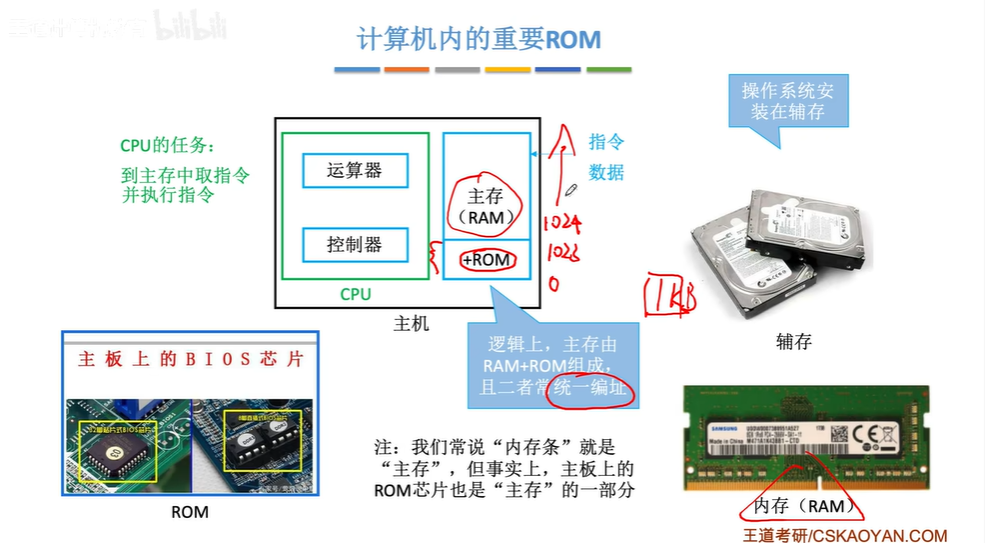 bilibili
计算机内的重要ROM
操作系统安
装在辅存
CPU的任务：
到主存中取指令
并执行指令
运算器
控制器
CPU
主存
（RAM）
+ROM
主机
指令
数据
1024
1023
0
1KB
辅存
逻辑上，主存由
RAM+ROM组成，
且二者常统一编址
主板上的BIOS芯片
ROM
注：我们常说“内存条”就是
“主存”，但事实上，主板上的
ROM芯片也是“主存”的一部分
SAMSUNG
内存（RAM）
王道考研/CSKAOYAN.COM